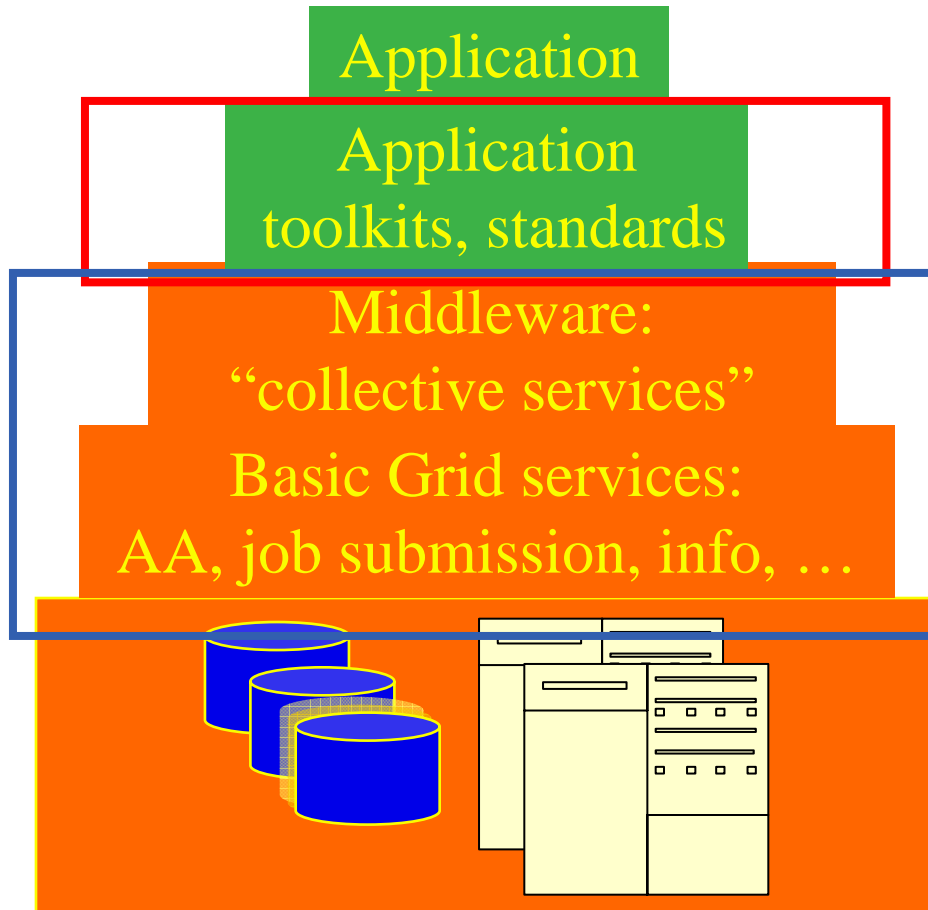 Application
Application
toolkits, standards
Middleware:
“collective services”
Basic Grid services:
AA, job submission, info, …